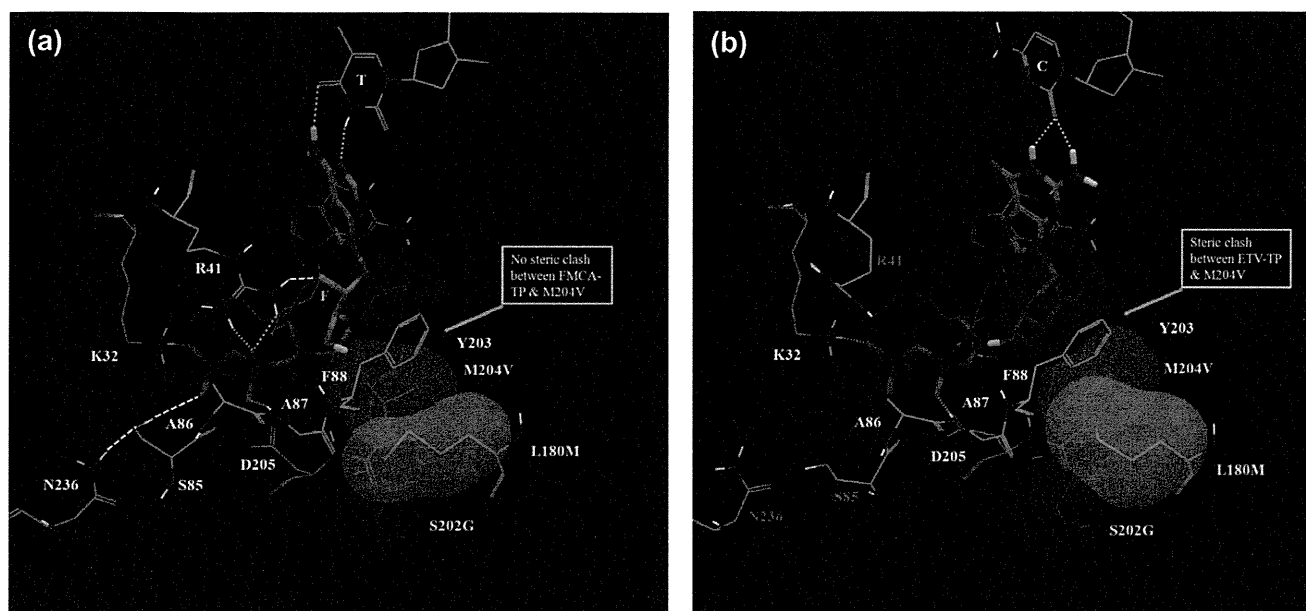 (a)
T
R41
No steric clash
between FMCA-
TP & M204V
F
K32
Y203
M204V
F88
A87
A86
D205
L180M
N236
S85
S202G
(b)
C
R41
Steric clash
between ETV-TP
& M204V
K32
Y203
M204V
F88
A87
A86
D205
L180M
N236
S85
S202G